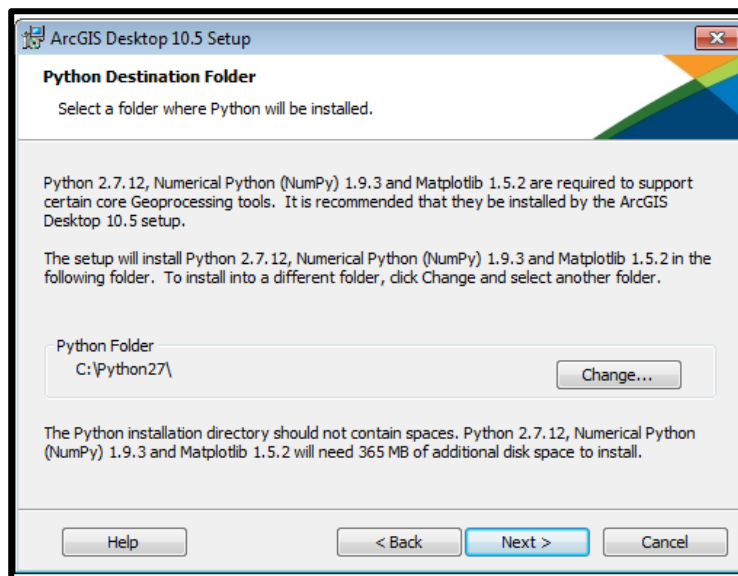 ArcGIS Desktop 10.5 Setup
Python Destination Folder
Select a folder where Python will be installed.
Python 2.7.12, Numerical Python (NumPy) 1.9.3 and Matplotlib 1.5.2 are required to support
certain core Geoprocessing tools. It is recommended that they be installed by the ArcGIS
Desktop 10.5 setup.
The setup will install Python 2.7.12, Numerical Python (NumPy) 1.9.3 and Matplotlib 1.5.2 in the
following folder. To install into a different folder, click Change and select another folder.
Python Folder
C:\Python27\
Change...
The Python installation directory should not contain spaces. Python 2.7.12, Numerical Python
(NumPy) 1.9.3 and Matplotlib 1.5.2 will need 365 MB of additional disk space to install.
Help
< Back
Next >
Cancel